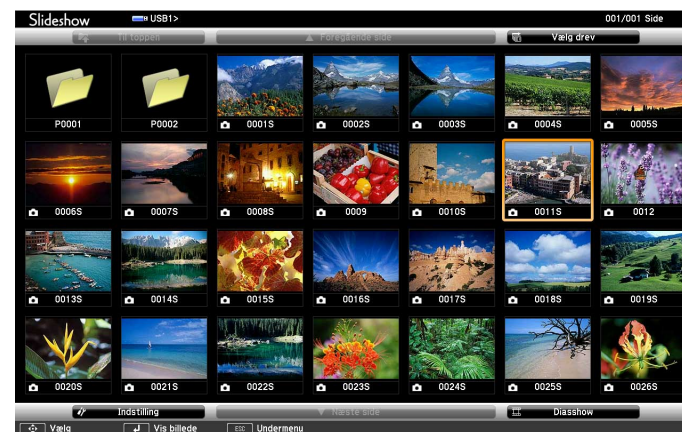 Slideshow USB1> 001/001 Side
Til toppen Foregående side Vælg drev
P0001 P0002 0001S 0002S 0003S 0004S 0005S
0006S 0007S 0008S 0009 0010S 0011S 0012
0013S 0014S 0015S 0016S 0017S 0018S 0019S
0020S 0021S 0022S 0023S 0024S 0025S 0026S
Indstilling Næste side Diasshow
Vælg Vis billede ESC Undermenu